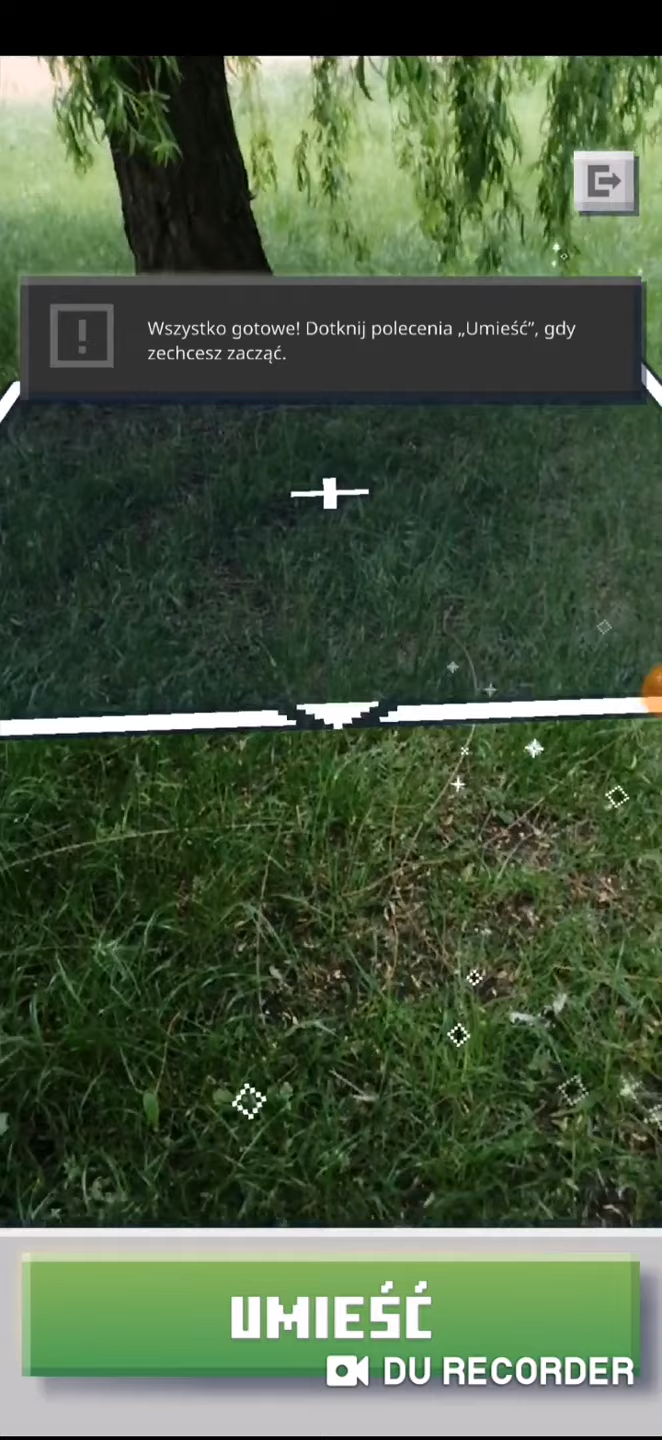 Wszystko gotowe! Dotknij polecenia „Umieść”, gdy
zechcesz zacząć.
UMIEŚĆ
DU RECORDER